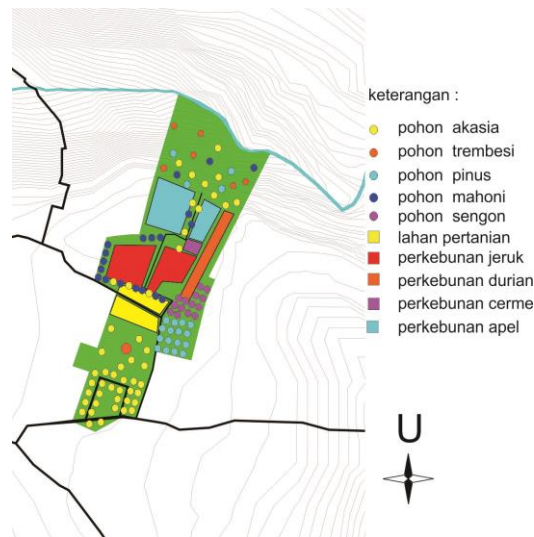 keterangan :
pohon akasia
pohon trembesi
pohon pinus
pohon mahoni
pohon sengon
lahan pertanian
perkebunan jeruk
perkebunan durian
perkebunan cerme
perkebunan apel
U